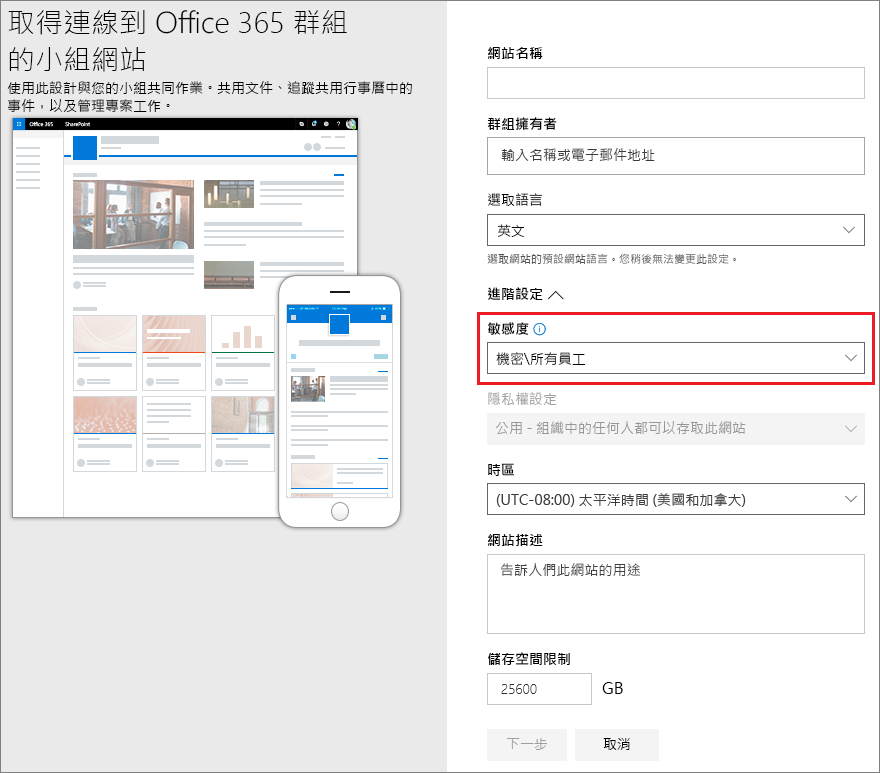 取得連線到 Office 365 群組
的小組網站
使用此設計與您的小組共同作業。共用文件、追蹤共用行事曆中的
事件，以及管理專案工作。
Office 365 SharePoint
網站名稱
群組擁有者
輸入名稱或電子郵件地址
選取語言
英文
選取網站的預設網站語言。您稍後無法變更此設定。
進階設定
敏感度
機密\所有員工
隱私權設定
公用 - 組織中的任何人都可以存取此網站
時區
(UTC-08:00) 太平洋時間 (美國和加拿大)
網站描述
告訴人們此網站的用途
儲存空間限制
25600 GB
下一步 取消